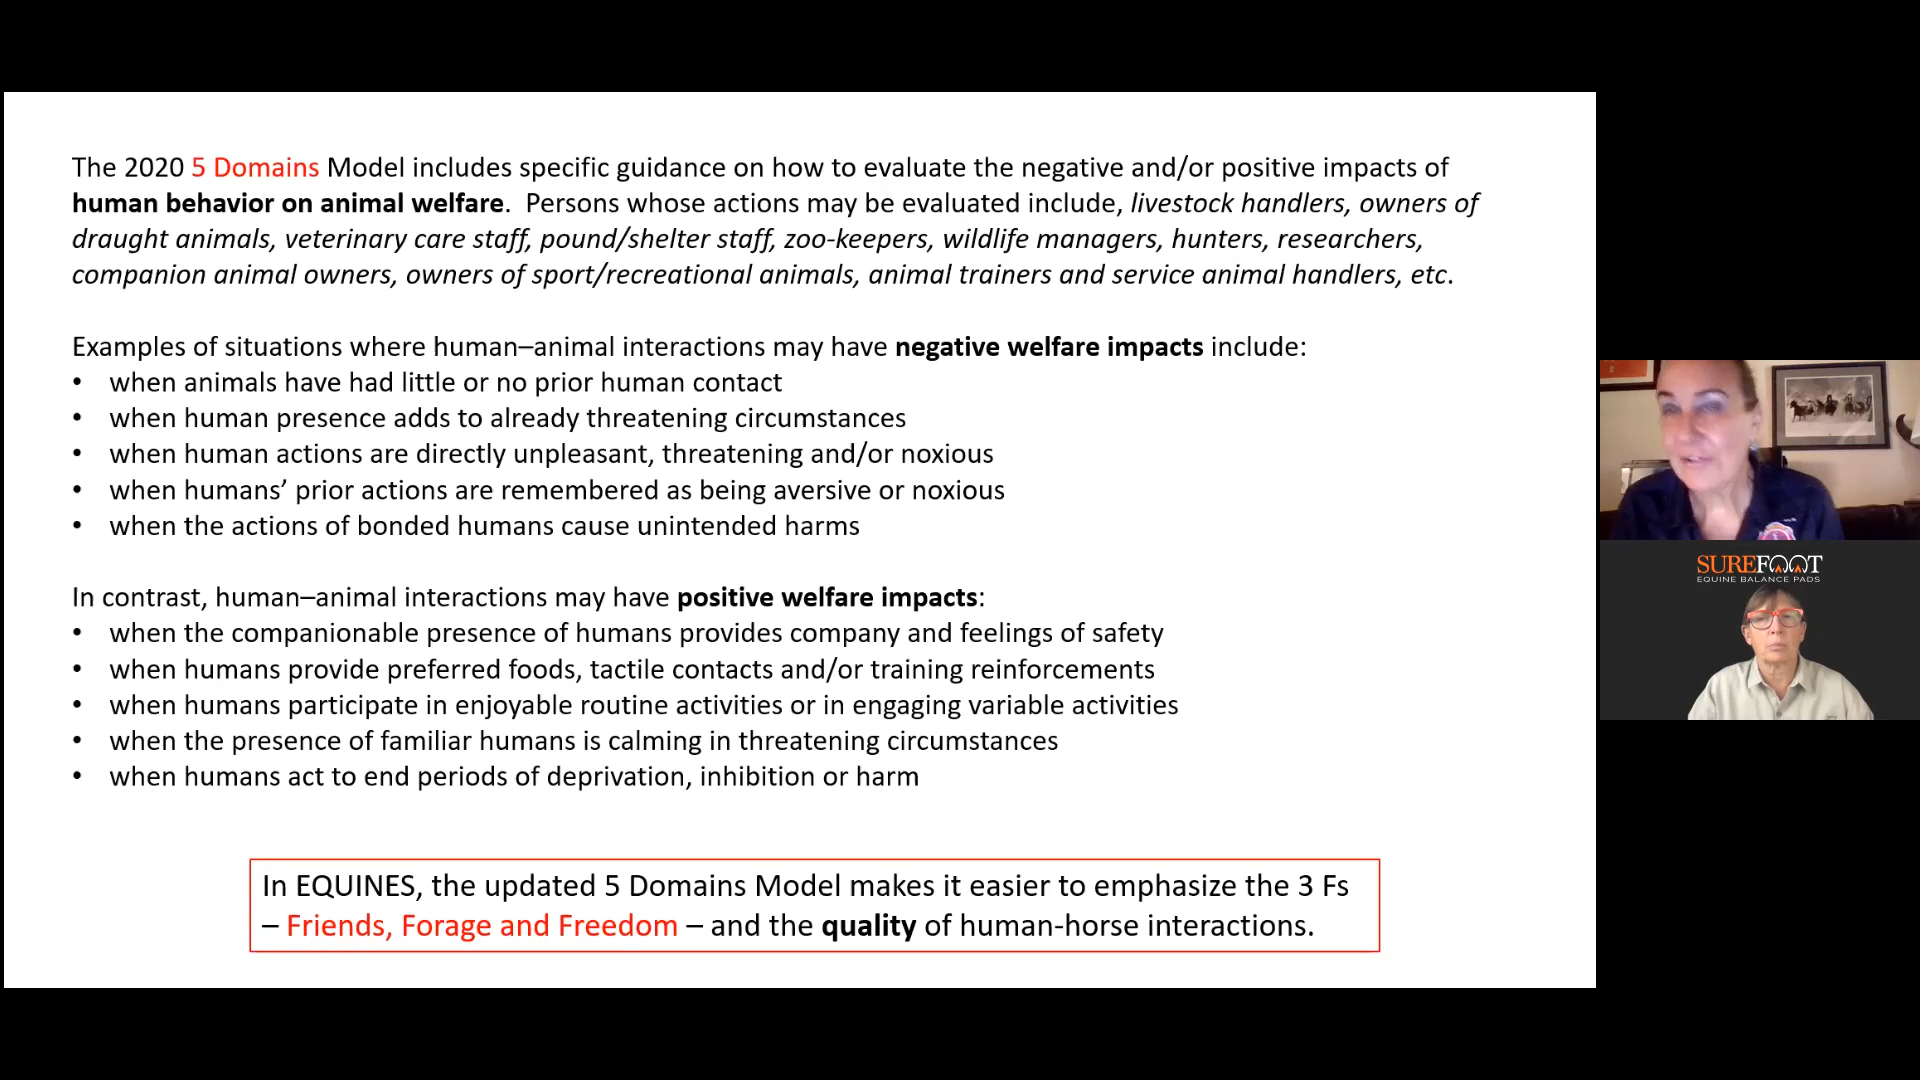 The 2020 5 Domains Model includes specific guidance on how to evaluate the negative and/or positive impacts of
human behavior on animal welfare. Persons whose actions may be evaluated include, livestock handlers, owners of
draught animals, veterinary care staff, pound/shelter staff, zoo-keepers, wildlife managers, hunters, researchers,
companion animal owners, owners of sport/recreational animals, animal trainers and service animal handlers, etc.
Examples of situations where human–animal interactions may have negative welfare impacts include:
• when animals have had little or no prior human contact
• when human presence adds to already threatening circumstances
• when human actions are directly unpleasant, threatening and/or noxious
• when humans’ prior actions are remembered as being aversive or noxious
• when the actions of bonded humans cause unintended harms
In contrast, human–animal interactions may have positive welfare impacts:
• when the companionable presence of humans provides company and feelings of safety
• when humans provide preferred foods, tactile contacts and/or training reinforcements
• when humans participate in enjoyable routine activities or in engaging variable activities
• when the presence of familiar humans is calming in threatening circumstances
• when humans act to end periods of deprivation, inhibition or harm
In EQUINES, the updated 5 Domains Model makes it easier to emphasize the 3 Fs
– Friends, Forage and Freedom – and the quality of human-horse interactions.
SUREFOOT
EQUINE BALANCE PADS